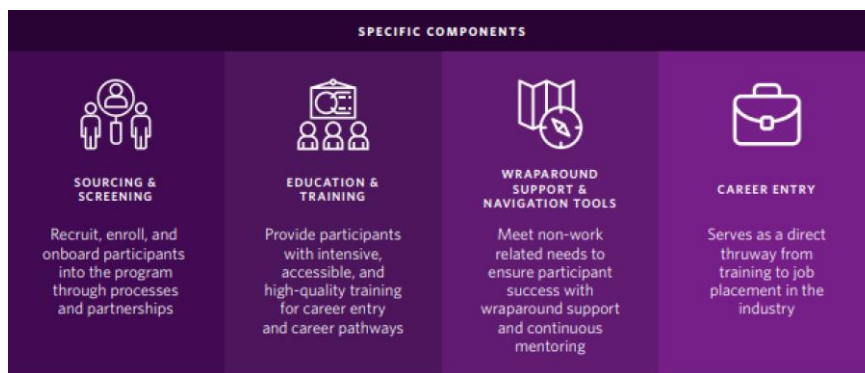 SPECIFIC COMPONENTS
SOURCING &
SCREENING
Recruit, enroll, and
onboard participants
into the program
through processes
and partnerships
EDUCATION &
TRAINING
Provide participants
with intensive,
accessible, and
high-quality training
for career entry
and career pathways
WRAPAROUND
SUPPORT &
NAVIGATION TOOLS
Meet non-work
related needs to
ensure participant
success with
wraparound support
and continuous
mentoring
CAREER ENTRY
Serves as a direct
thruway from
training to job
placement in the
industry